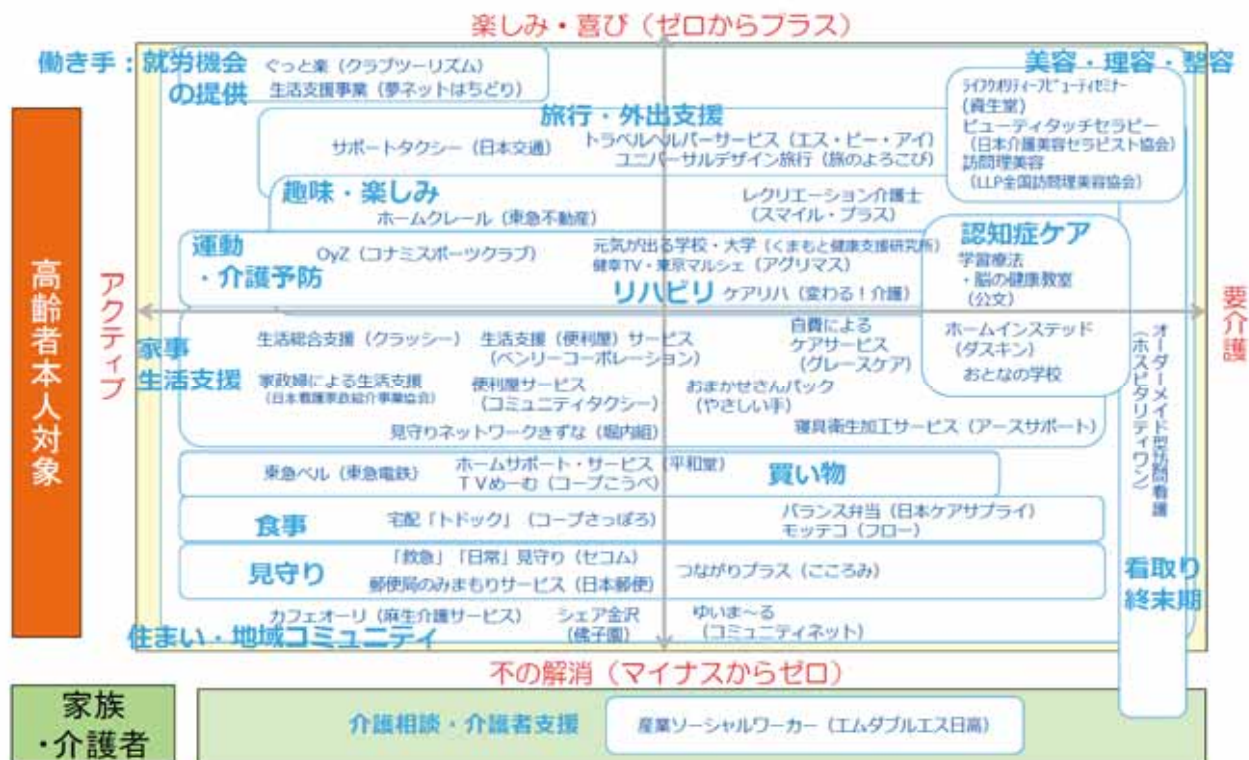 楽しみ・喜び（ゼロからプラス）
働き手：就労機会
の提供
ぐっと楽（クラブツーリズム）
生活支援事業（夢ネットはちどり）
美容・理容・整容
ライフクオリティービューティセミナー
（資生堂）
ビューティタッチセラピー
（日本介護美容セラピスト協会）
訪問理美容
（LLP全国訪問理美容協会）
旅行・外出支援
サポートタクシー（日本交通）
トラベルヘルパーサービス（エス・ピー・アイ）
ユニバーサルデザイン旅行（旅のよろこび）
趣味・楽しみ
ホームクレール（東急不動産）
レクリエーション介護士
（スマイル・プラス）
運動
・介護予防
OyZ（コナミスポーツクラブ）
元気が出る学校・大学（くまもと健康支援研究所）
健幸TV・東京マルシェ（アグリマス）
リハビリ ケアリハ（変わる！介護）
認知症ケア
学習療法
・脳の健康教室
（公文）
ホームインステッド
（ダスキン）
おとなの学校
高齢者本人対象
アクティブ
要介護
家事
生活支援
生活総合支援（クラッシー）
生活支援（便利屋）サービス
（ベンリーコーポレーション）
自費による
ケアサービス
（グレースケア）
家政婦による生活支援
（日本看護家政紹介事業協会）
便利屋サービス
（コミュニティタクシー）
おまかせさんパック
（やさしい手）
見守りネットワークきずな（堀内組）
寝具衛生加工サービス（アースサポート）
オーダーメイド型訪問看護
（ホスピタリティワン）
東急ベル（東急電鉄）
ホームサポート・サービス（平和堂）
ＴＶめーむ（コープこうべ）
買い物
食事
宅配「トドック」（コープさっぽろ）
バランス弁当（日本ケアサプライ）
モッテコ（フロー）
見守り
「救急」「日常」見守り（セコム）
郵便局のみまもりサービス（日本郵便）
つながりプラス（こころみ）
看取り
終末期
カフェオーリ（麻生介護サービス）
シェア金沢
（佛子園）
ゆいま～る
（コミュニティネット）
住まい・地域コミュニティ
不の解消（マイナスからゼロ）
家族
・介護者
介護相談・介護者支援
産業ソーシャルワーカー（エムダブルエス日高）